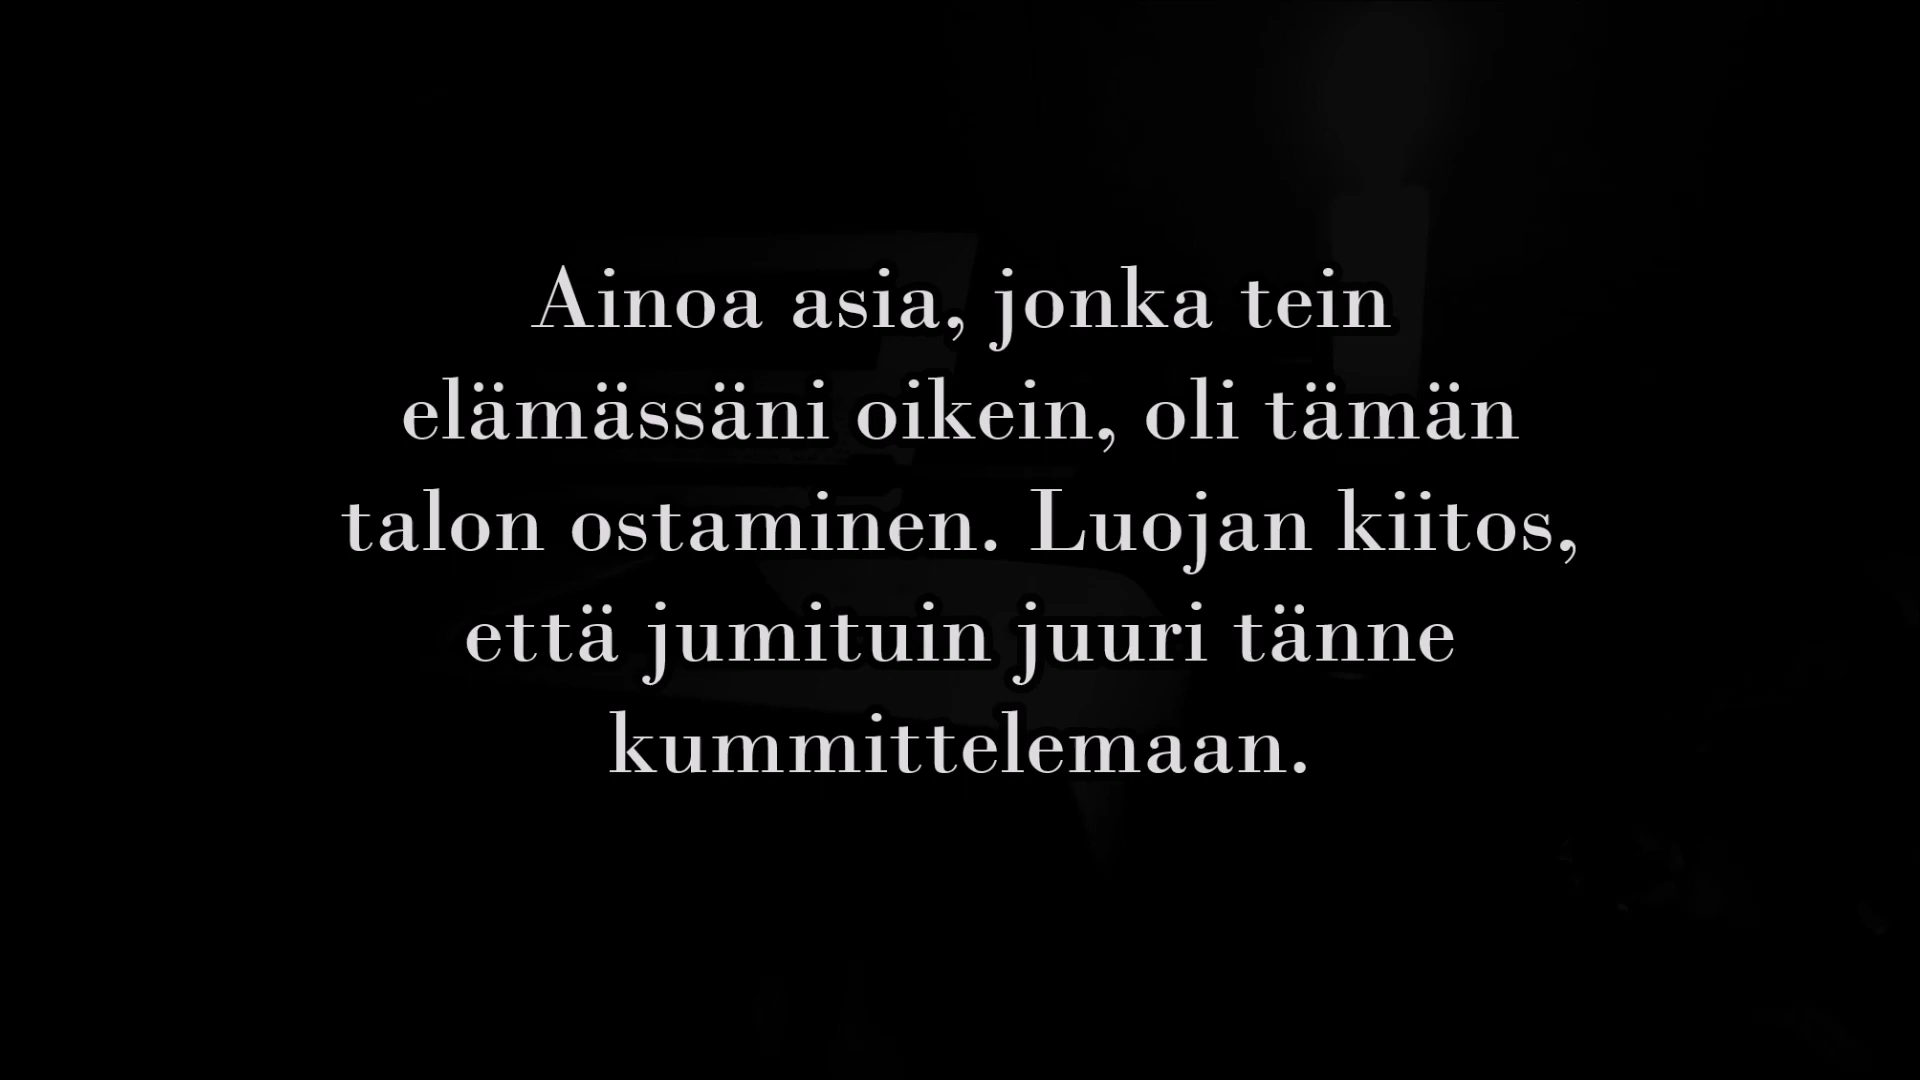 Ainoa asia, jonka tein
elämässäni oikein, oli tämän
talon ostaminen. Luojan kiitos,
että jumituin juuri tänne
kummittelemaan.